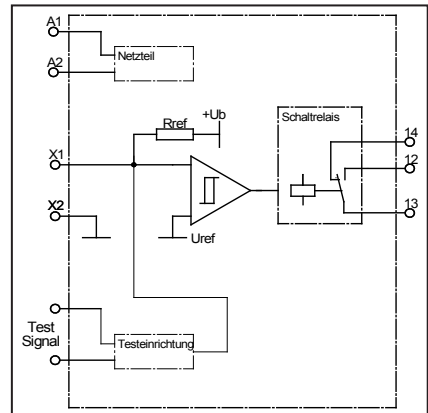 A1
Netzteil
A2
+Ub
Rref
Schaltrelais
14
X1
12
X2
13
Uref
Test
Signal
Testeinrichtung